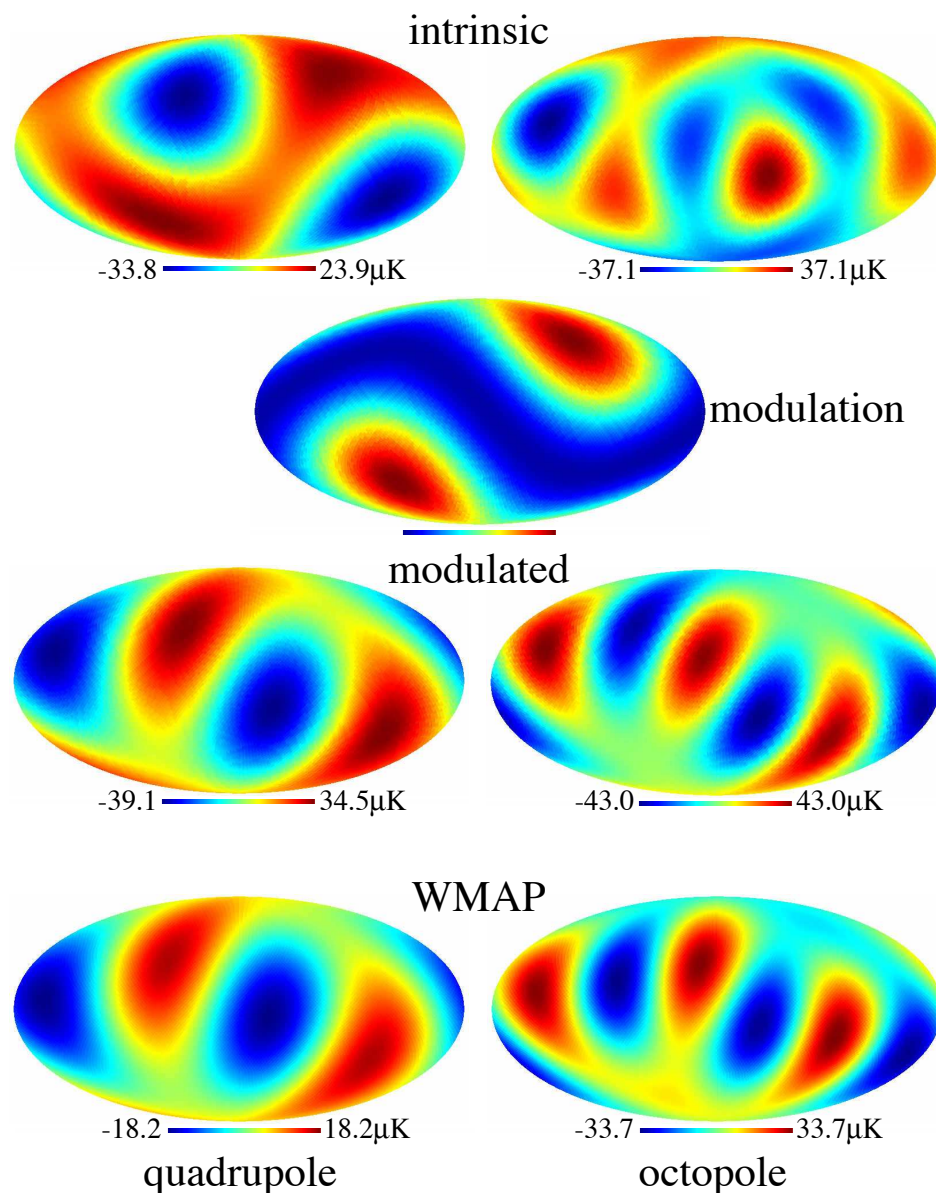 intrinsic
-33.8 23.9μK
-37.1 37.1μK
modulation
modulated
-39.1 34.5μK
-43.0 43.0μK
WMAP
-18.2 18.2μK
-33.7 33.7μK
quadrupole
octopole